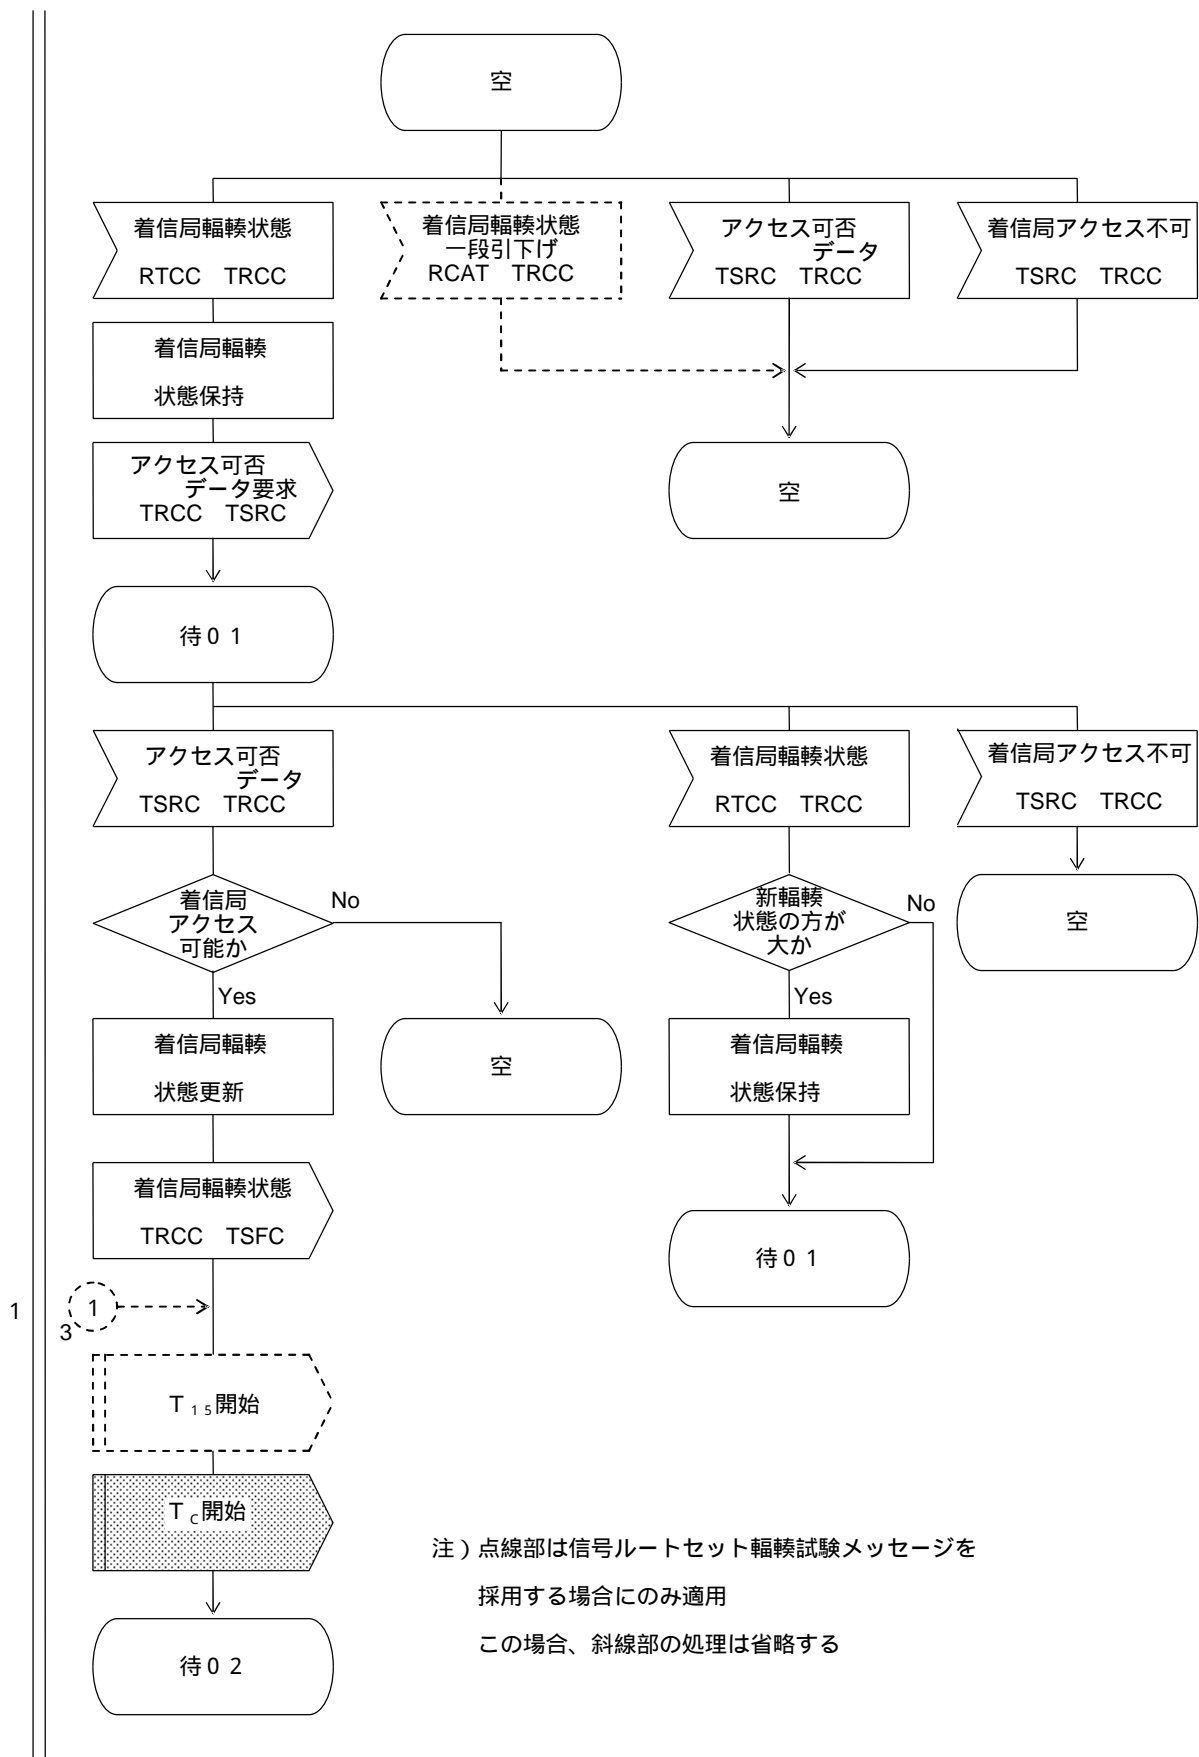 空
着信局輻輳状態
RTCC TRCC
着信局輻輳状態
一段引下げ
RCAT TRCC
アクセス可否
データ
TSRC TRCC
着信局アクセス不可
TSRC TRCC
着信局輻輳
状態保持
アクセス可否
データ要求
TRCC TSRC
空
待01
アクセス可否
データ
TSRC TRCC
着信局輻輳状態
RTCC TRCC
着信局アクセス不可
TSRC TRCC
着信局
アクセス
可能か
No
Yes
新輻輳
状態の方が
大か
No
Yes
空
着信局輻輳
状態更新
空
着信局輻輳
状態保持
着信局輻輳状態
TRCC TSFC
待01
1
1
3
T15開始
TC開始
注)点線部は信号ルートセット輻輳試験メッセージを
採用する場合にのみ適用
この場合、斜線部の処理は省略する
待02